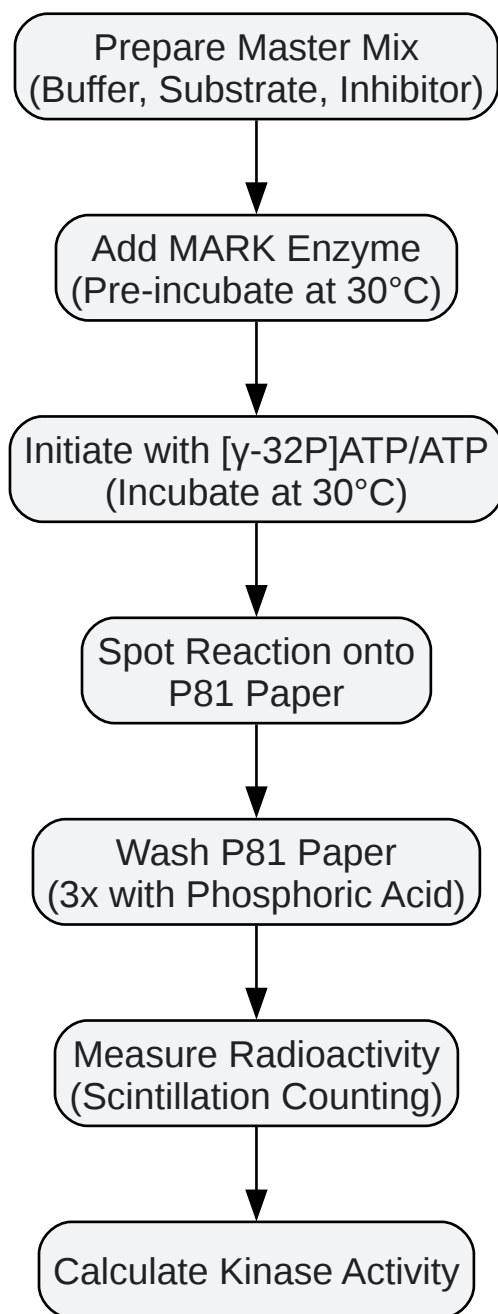 Prepare Master Mix
(Buffer, Substrate, Inhibitor)
Add MARK Enzyme
(Pre-incubate at 30°C)
Initiate with [γ-32P]ATP/ATP
(Incubate at 30°C)
Spot Reaction onto
P81 Paper
Wash P81 Paper
(3x with Phosphoric Acid)
Measure Radioactivity
(Scintillation Counting)
Calculate Kinase Activity